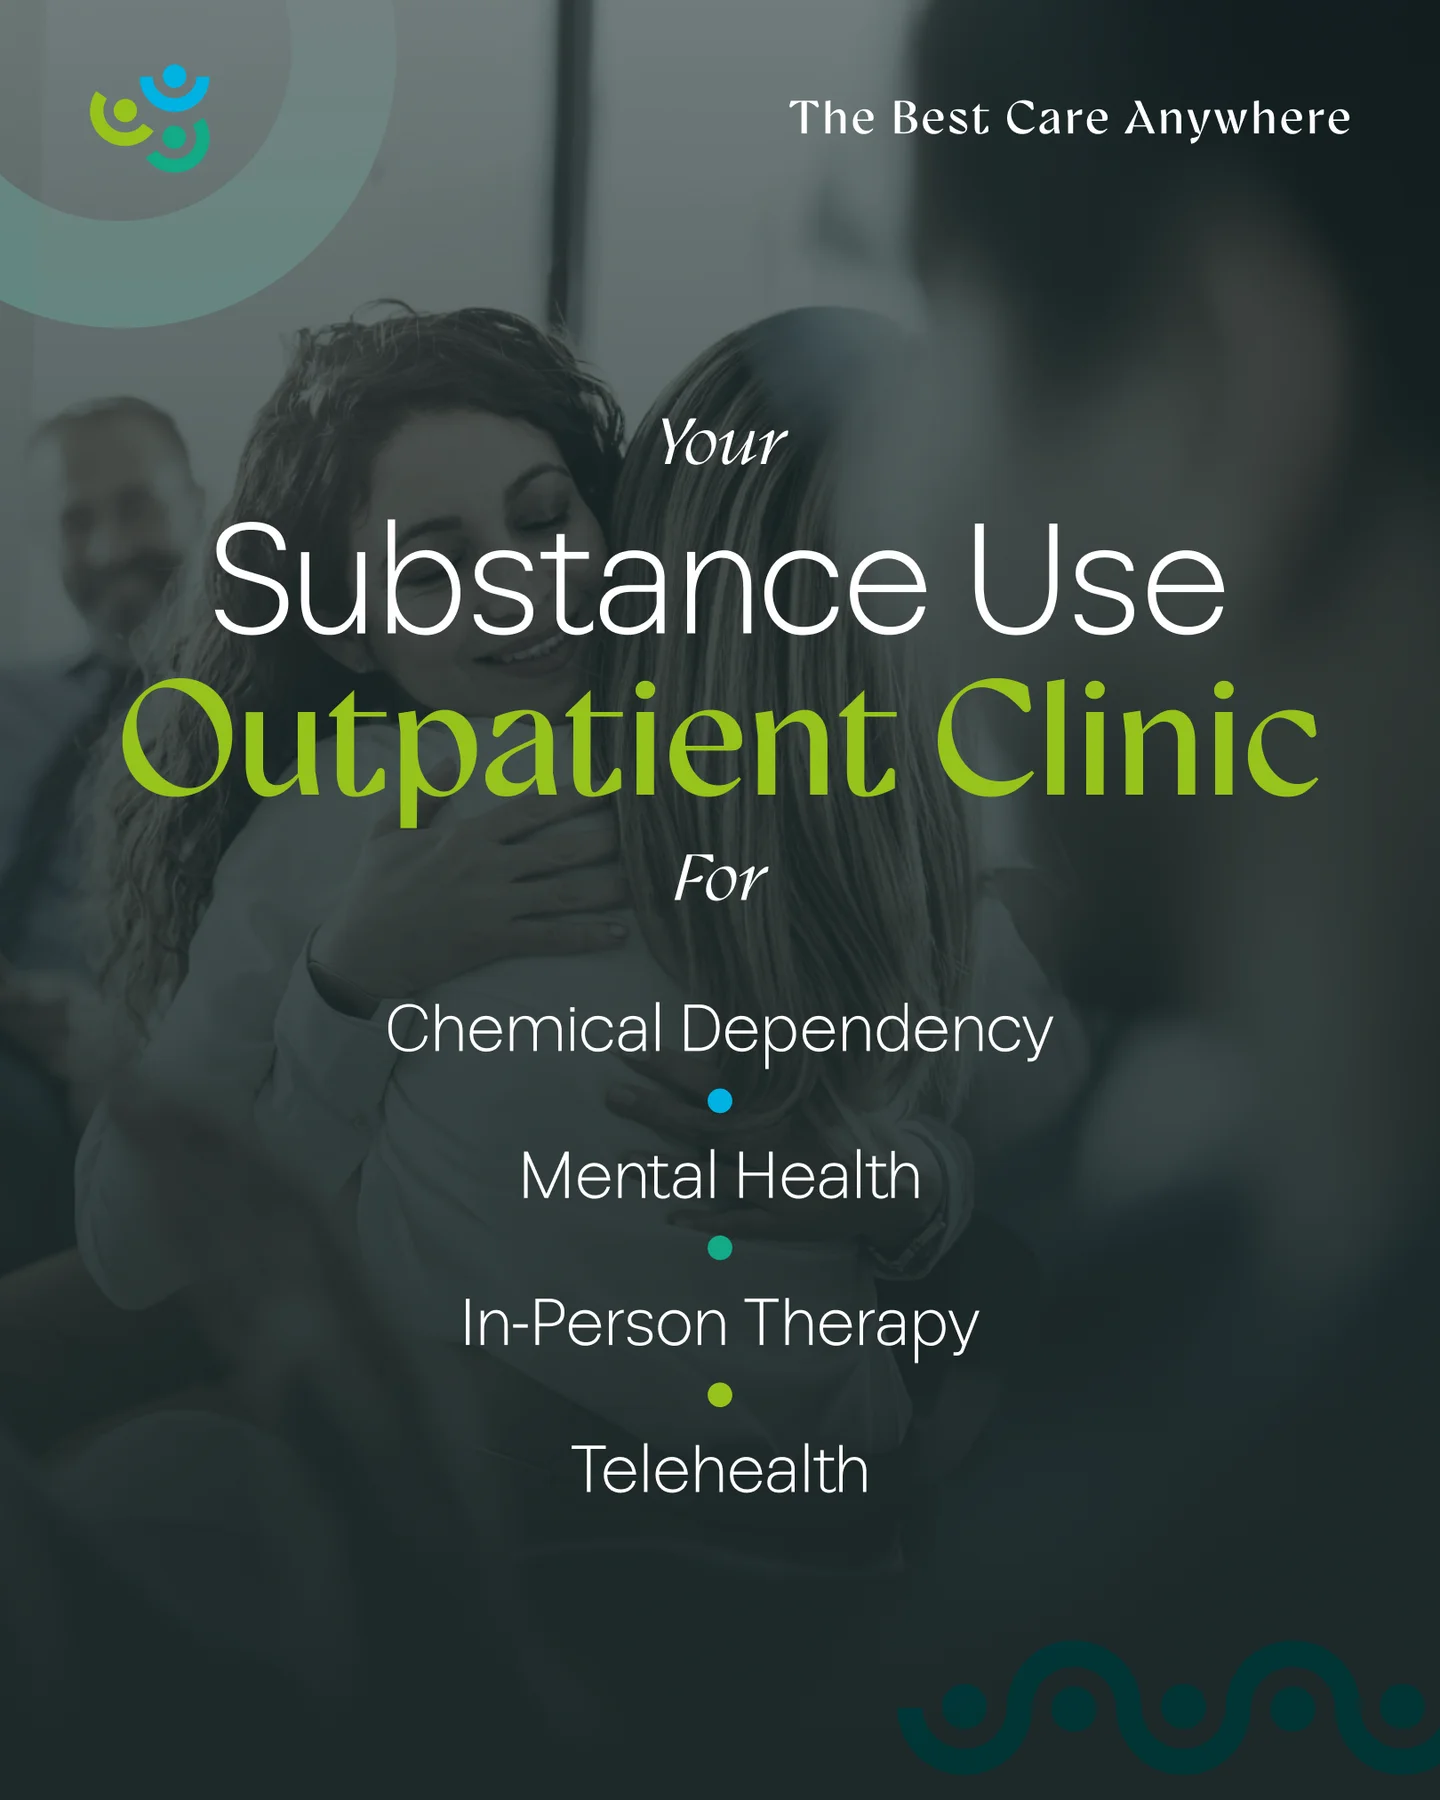 The Best Care Anywhere
Your
Substance Use
Outpatient Clinic
For
Chemical Dependency
Mental Health
In-Person Therapy
Telehealth